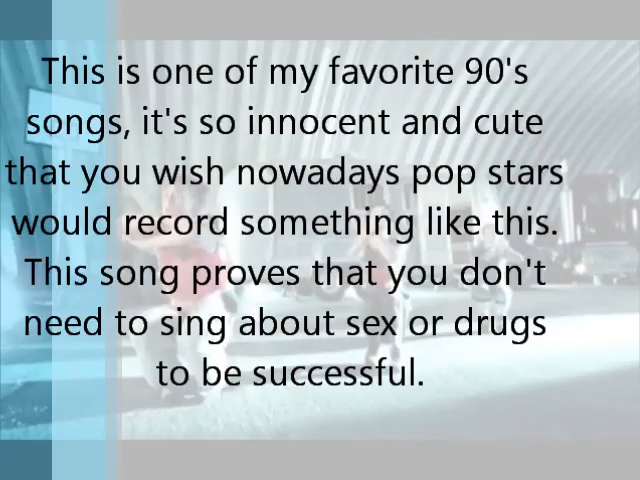 This is one of my favorite 90's
songs, it's so innocent and cute
that you wish nowadays pop stars
would record something like this.
This song proves that you don't
need to sing about sex or drugs
to be successful.